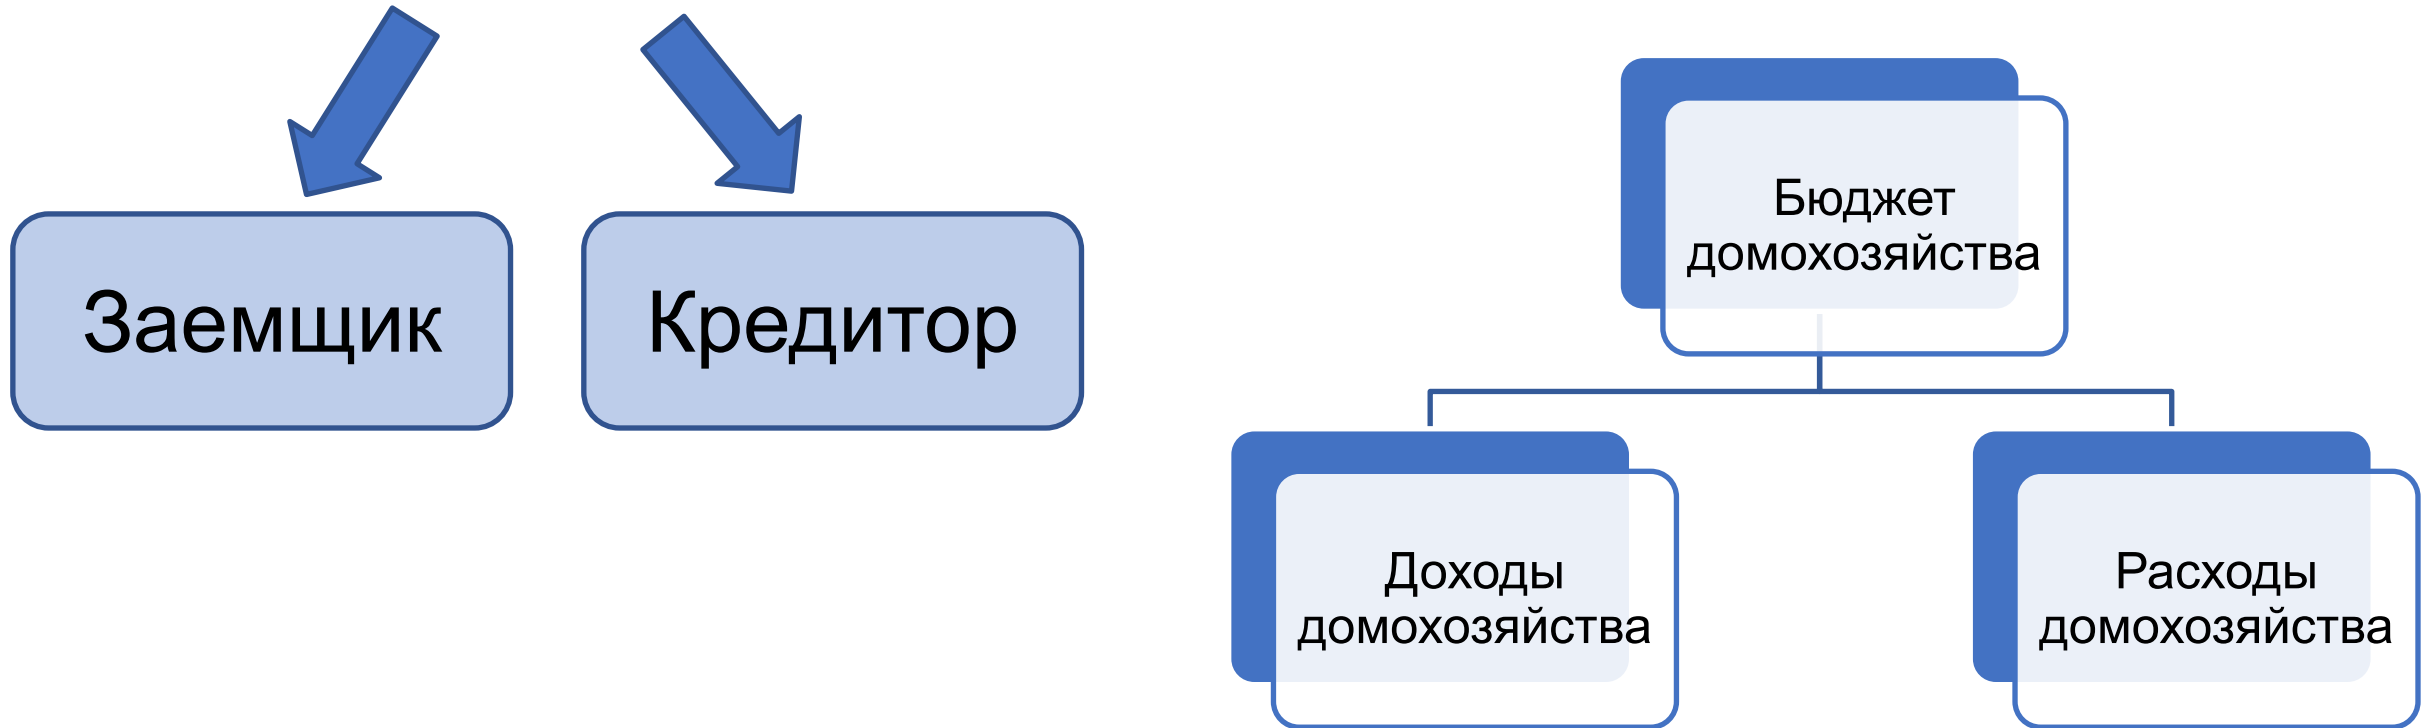 Заемщик
Кредитор
Бюджет
домохозяйства
Доходы
домохозяйства
Расходы
домохозяйства